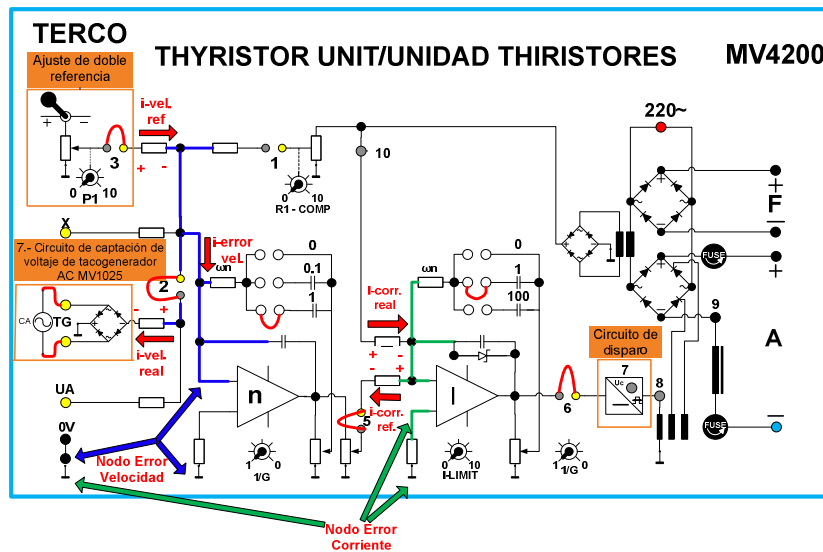 TERCO
THYRISTOR UNIT/UNIDAD THIRISTORES
MV4200
Ajuste de doble
referencia
+ −
3
0 10
P1
i-vel.
ref
+ -
1
0 10
R1 - COMP
10
220~
+
F
−
+
X
7.- Circuito de captación de
voltaje de tacogenerador
AC MV1025
2
CA
TG
- +
i-vel.
real
i-error
vel.
ωn
0
0.1
1
I-corr.
real
ωn
0
1
100
+ -
+ -
i-corr.
ref.
5
UA
0V
n
I
Nodo Error
Velocidad
1 0
1/G
0 10
I-LIMIT
1 0
1/G
6
Circuito de
disparo
7
Uc
8
9
FUSE
A
FUSE
−
Nodo Error
Corriente